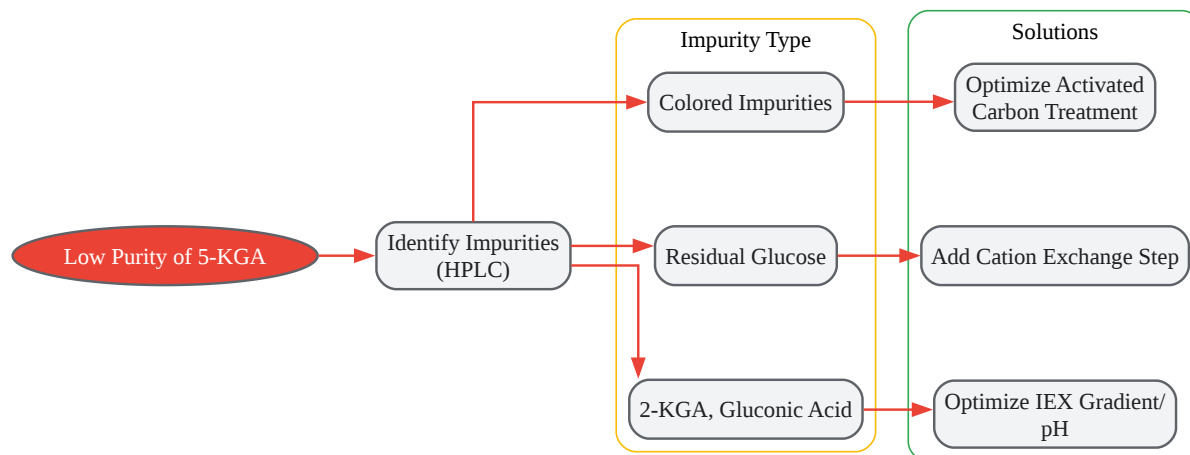 Impurity Type
Solutions
Colored Impurities
Optimize Activated
Carbon Treatment
Low Purity of 5-KGA
Identify Impurities
(HPLC)
Residual Glucose
Add Cation Exchange Step
2-KGA, Gluconic Acid
Optimize IEX Gradient/
pH